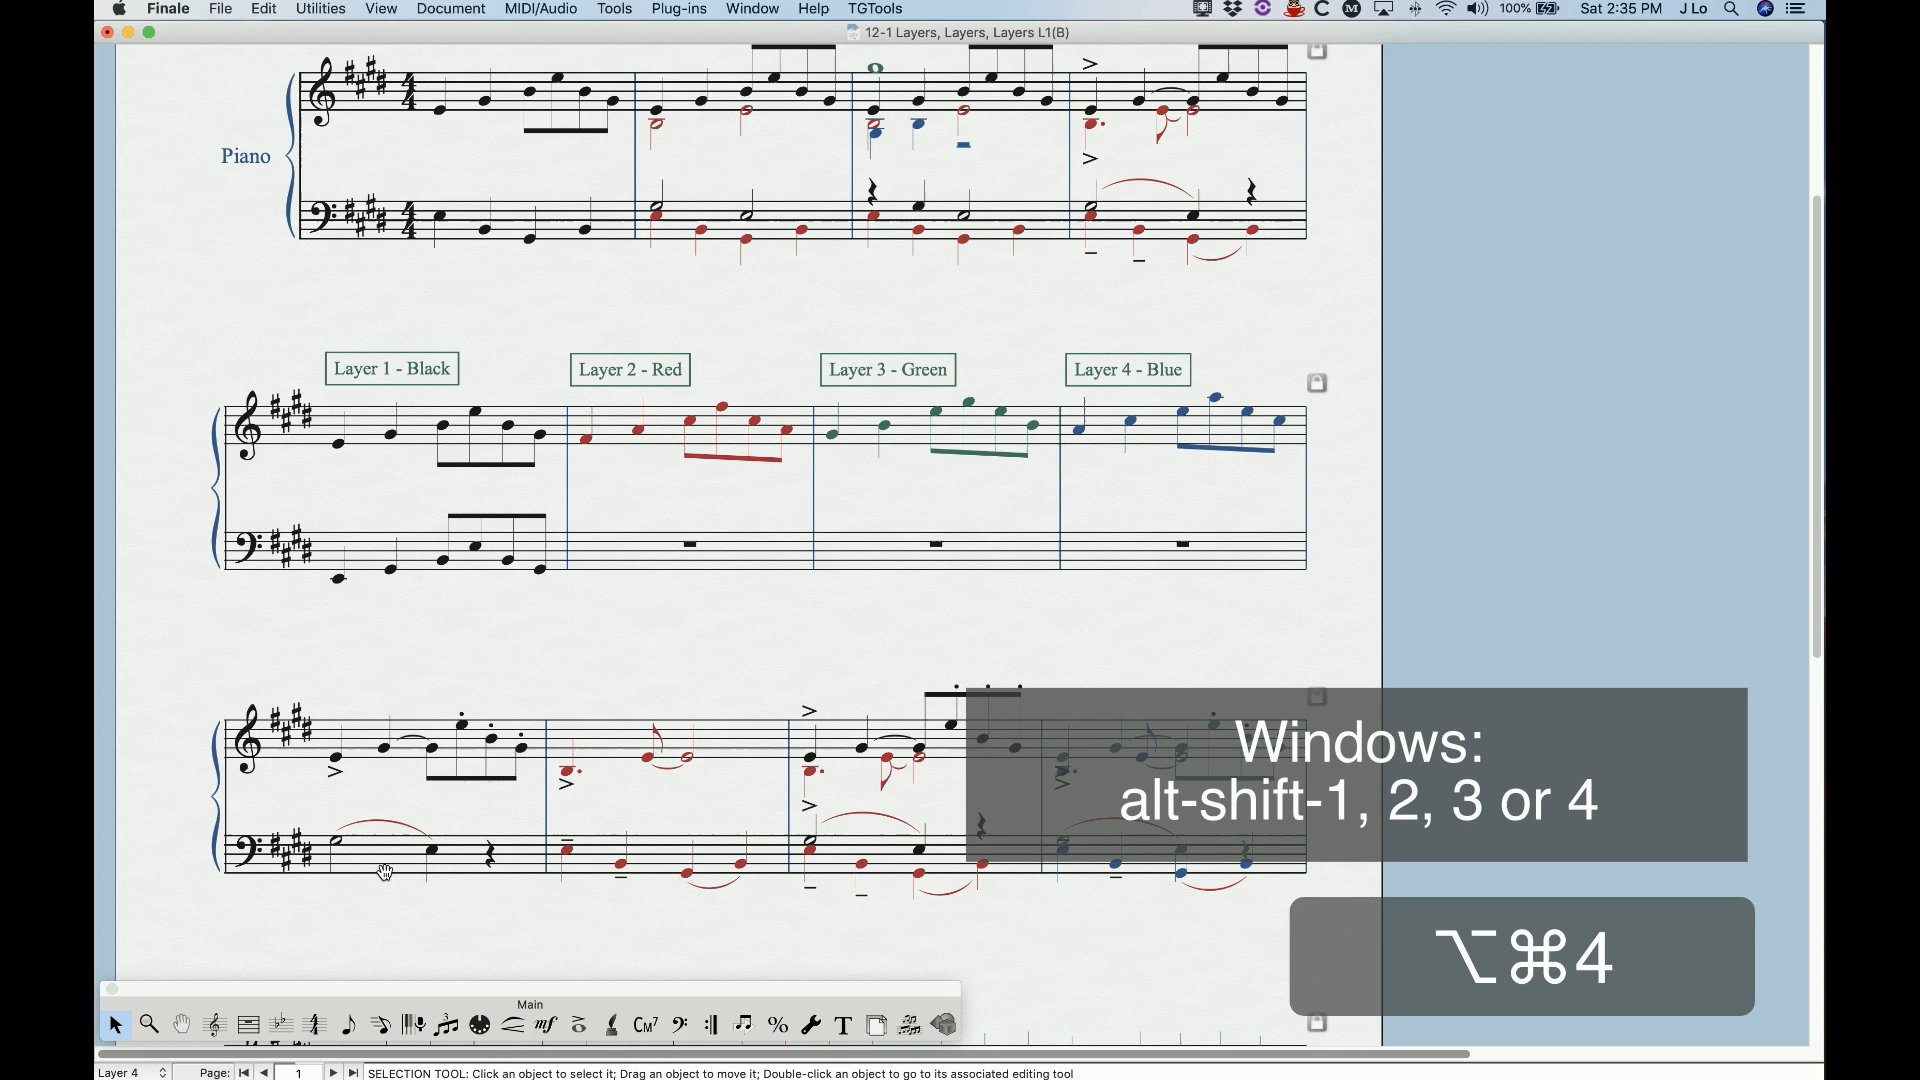 Finale File Edit Utilities View Document MIDI/Audio Tools Plug-ins Window Help TGTools 100% Sat 2:35 PM J Lo
12-1 Layers, Layers, Layers L1(B)
Piano
Layer 1 - Black Layer 2 - Red Layer 3 - Green Layer 4 - Blue
Windows:
alt-shift-1, 2, 3 or 4
⌥⌘4
Main
mf CM7 % T
Layer 4 Page: 1 SELECTION TOOL: Click an object to select it; Drag an object to move it; Double-click an object to go to its associated editing tool